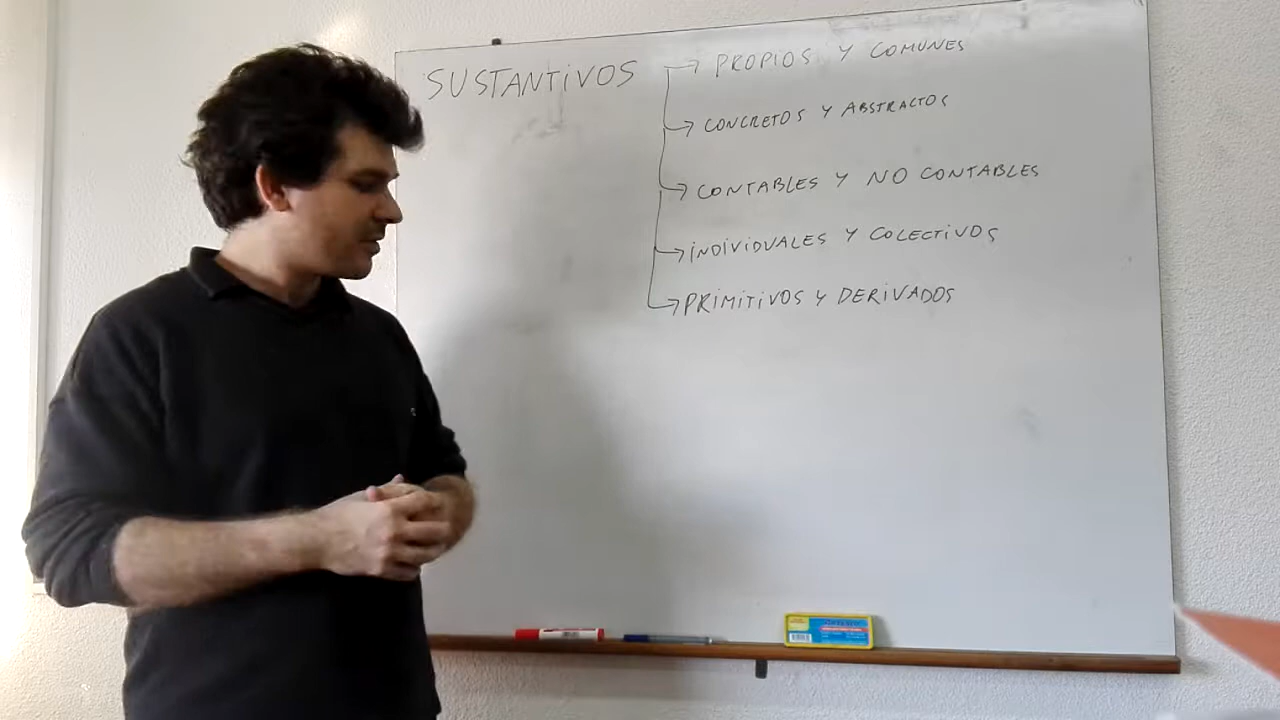 SUSTANTIVOS
PROPIOS Y COMUNES
CONCRETOS Y ABSTRACTOS
CONTABLES Y NO CONTABLES
INDIVIDUALES Y COLECTIVOS
PRIMITIVOS Y DERIVADOS